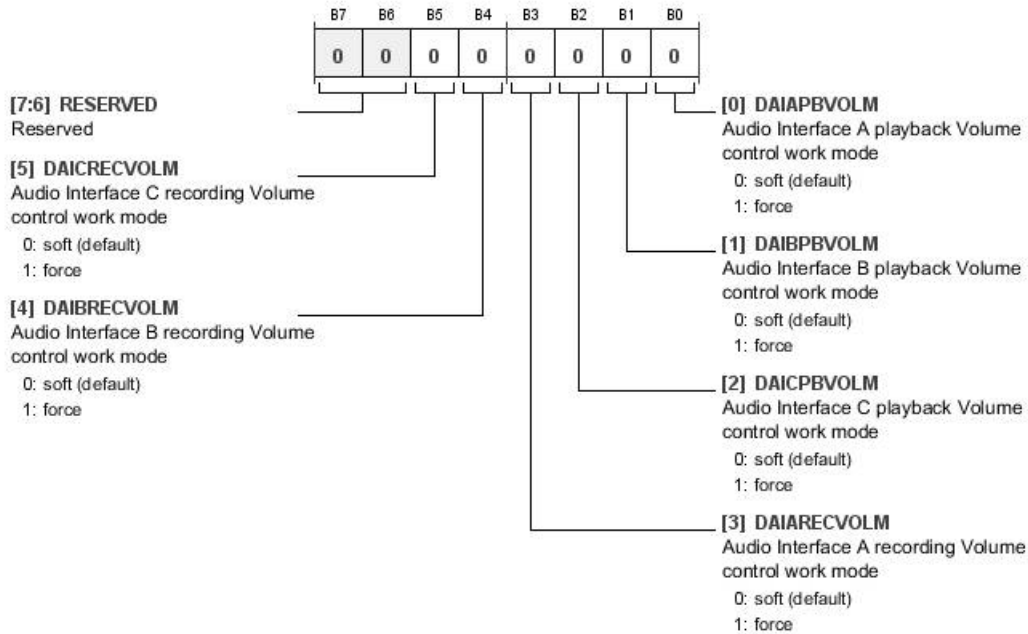 B7 B6 B5 B4 B3 B2 B1 B0
0 0 0 0 0 0 0 0
[7:6] RESERVED
Reserved
[5] DAICRECVOLM
Audio Interface C recording Volume
control work mode
0: soft (default)
1: force
[4] DAIBRECVOLM
Audio Interface B recording Volume
control work mode
0: soft (default)
1: force
[0] DAIAPBVOLM
Audio Interface A playback Volume
control work mode
0: soft (default)
1: force
[1] DAIBPBVOLM
Audio Interface B playback Volume
control work mode
0: soft (default)
1: force
[2] DAICPBVOLM
Audio Interface C playback Volume
control work mode
0: soft (default)
1: force
[3] DAIARECVOLM
Audio Interface A recording Volume
control work mode
0: soft (default)
1: force